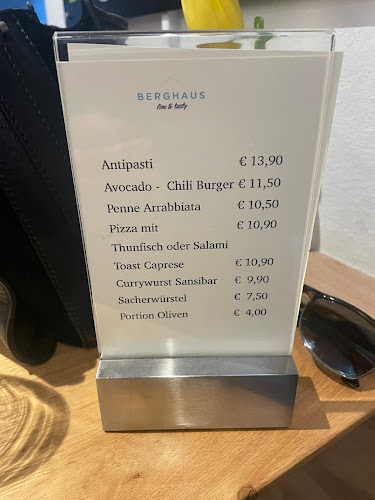 BERGHAUS
fine & tasty
Antipasti € 13,90
Avocado - Chili Burger € 11,50
Penne Arrabbiata € 10,50
Pizza mit € 10,90
Thunfisch oder Salami
Toast Caprese € 10,90
Currywurst Sansibar € 9,90
Sacherwürstel € 7,50
Portion Oliven € 4,00